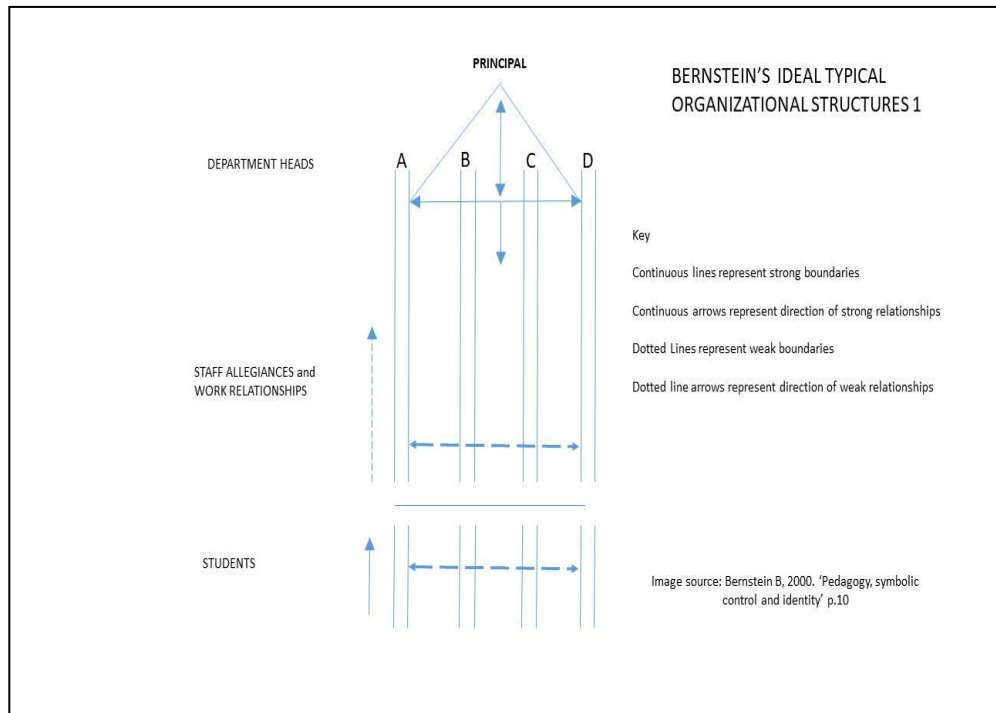 PRINCIPAL
BERNSTEIN’S IDEAL TYPICAL
ORGANIZATIONAL STRUCTURES 1
DEPARTMENT HEADS
A B C D
Key
Continuous lines represent strong boundaries
Continuous arrows represent direction of strong relationships
Dotted Lines represent weak boundaries
Dotted line arrows represent direction of weak relationships
STAFF ALLEGIANCES and
WORK RELATIONSHIPS
STUDENTS
Image source: Bernstein B, 2000. ‘Pedagogy, symbolic
control and identity’ p.10